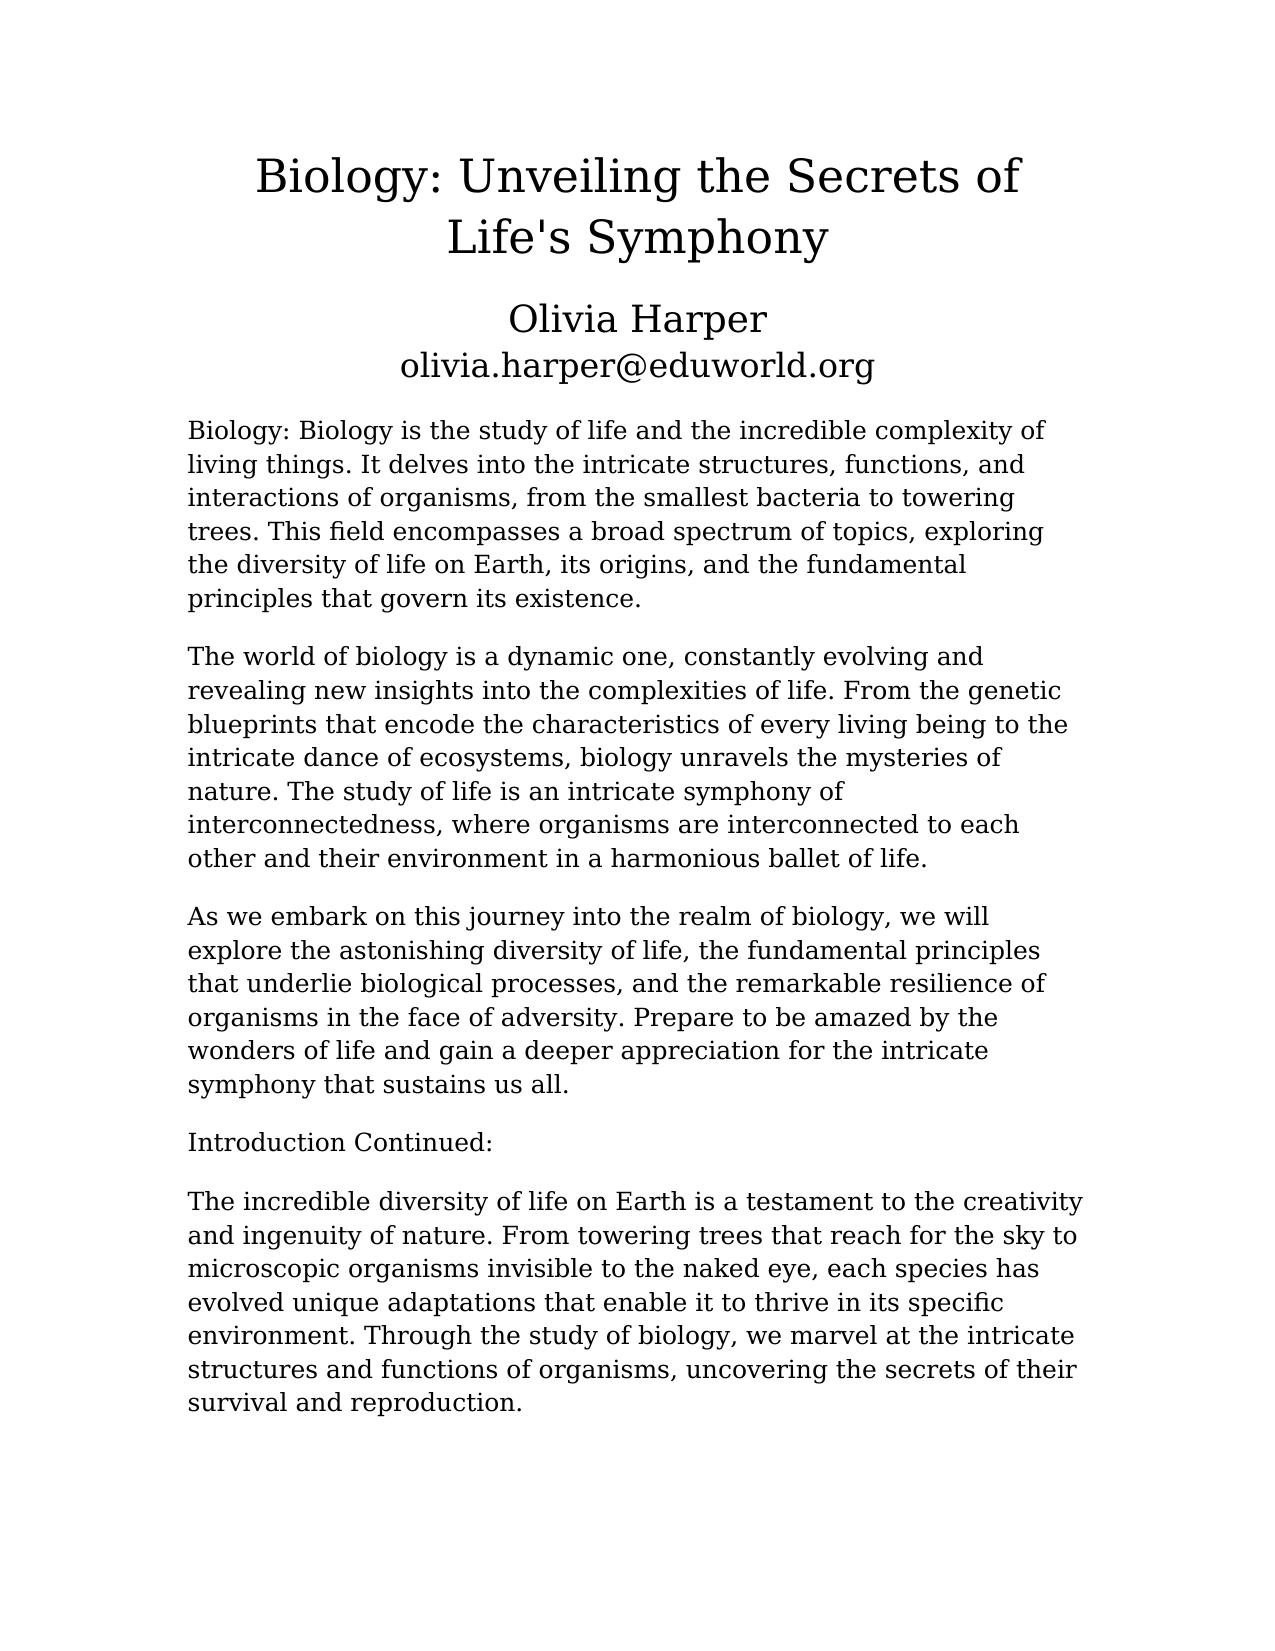 Biology: Unveiling the Secrets of
Life's Symphony
Olivia Harper
olivia.harper@eduworld.org
Biology: Biology is the study of life and the incredible complexity of
living things. It delves into the intricate structures, functions, and
interactions of organisms, from the smallest bacteria to towering
trees. This field encompasses a broad spectrum of topics, exploring
the diversity of life on Earth, its origins, and the fundamental
principles that govern its existence.
The world of biology is a dynamic one, constantly evolving and
revealing new insights into the complexities of life. From the genetic
blueprints that encode the characteristics of every living being to the
intricate dance of ecosystems, biology unravels the mysteries of
nature. The study of life is an intricate symphony of
interconnectedness, where organisms are interconnected to each
other and their environment in a harmonious ballet of life.
As we embark on this journey into the realm of biology, we will
explore the astonishing diversity of life, the fundamental principles
that underlie biological processes, and the remarkable resilience of
organisms in the face of adversity. Prepare to be amazed by the
wonders of life and gain a deeper appreciation for the intricate
symphony that sustains us all.
Introduction Continued:
The incredible diversity of life on Earth is a testament to the creativity
and ingenuity of nature. From towering trees that reach for the sky to
microscopic organisms invisible to the naked eye, each species has
evolved unique adaptations that enable it to thrive in its specific
environment. Through the study of biology, we marvel at the intricate
structures and functions of organisms, uncovering the secrets of their
survival and reproduction.